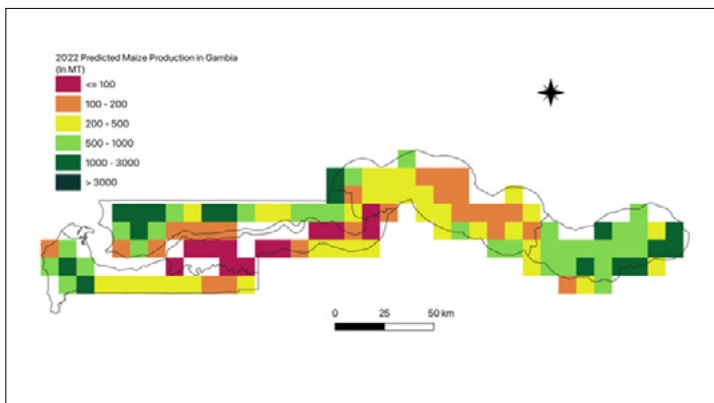 2022 Predicted Maize Production in Gambia
(In MT)
<= 100
100 - 200
200 - 500
500 - 1000
1000 - 3000
> 3000
0 25 50 km